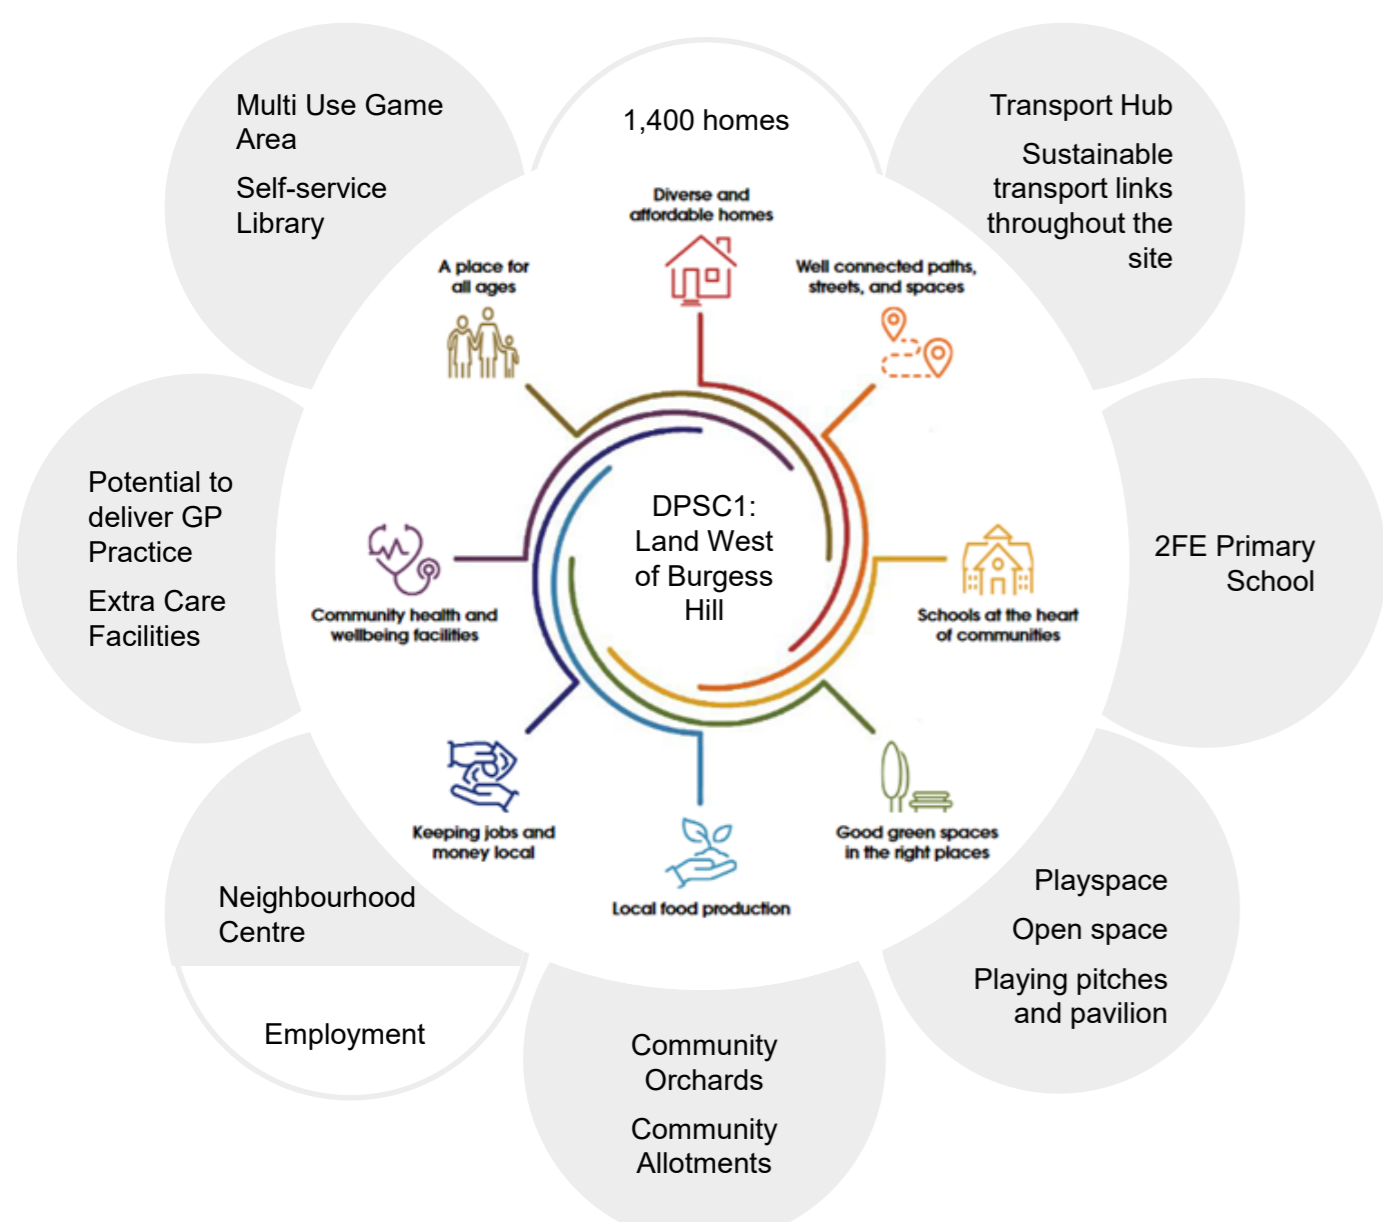 1,400 homes
Diverse and
affordable homes
Transport Hub
Sustainable
transport links
throughout the
site
Well connected paths,
streets, and spaces
2FE Primary
School
Schools at the heart
of communities
Good green spaces
in the right places
Playspace
Open space
Playing pitches
and pavilion
Local food production
Community
Orchards
Community
Allotments
Keeping jobs and
money local
Neighbourhood
Centre
Employment
Community health and
wellbeing facilities
Potential to
deliver GP
Practice
Extra Care
Facilities
A place for
all ages
Multi Use Game
Area
Self-service
Library
DPSC1:
Land West
of Burgess
Hill